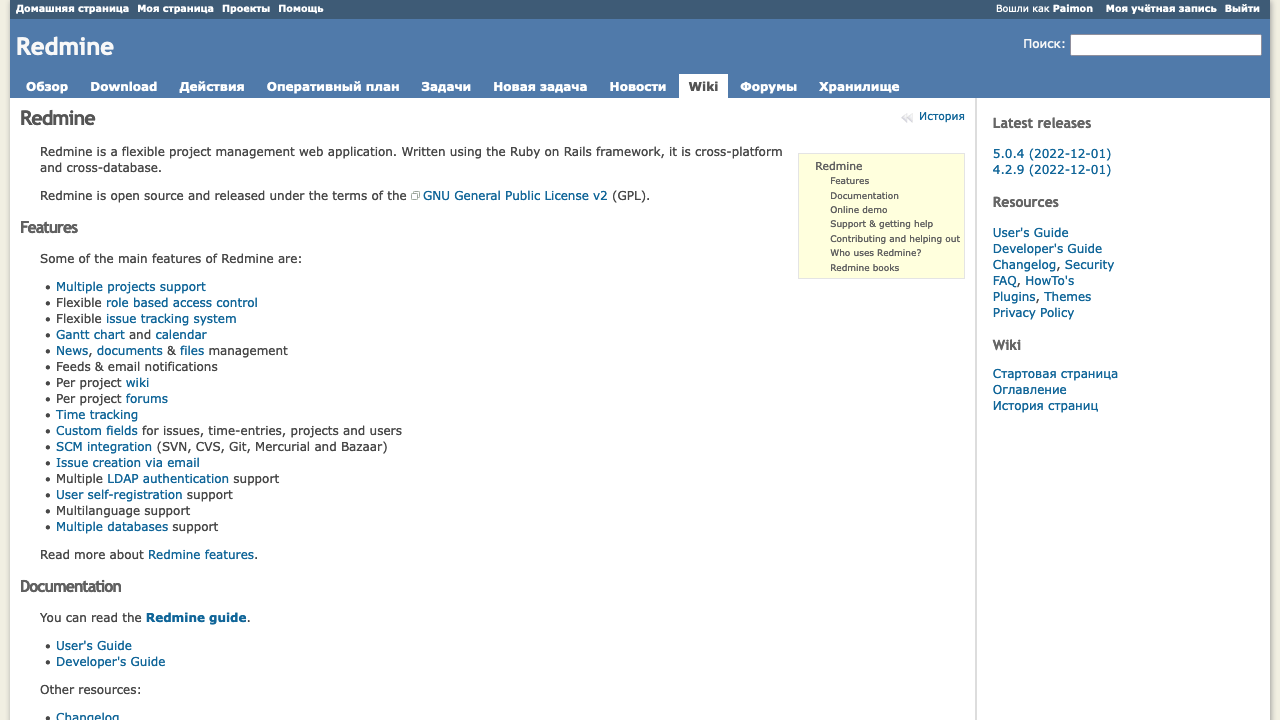 Домашняя страница Моя страница Проекты Помощь Вошли как Paimon Моя учётная запись Выйти
Redmine
Поиск:
Обзор Download Действия Оперативный план Задачи Новая задача Новости Wiki Форумы Хранилище
Redmine
История
Redmine is a flexible project management web application. Written using the Ruby on Rails framework, it is cross-platform
and cross-database.
Redmine is open source and released under the terms of the GNU General Public License v2 (GPL).
Redmine
Features
Documentation
Online demo
Support & getting help
Contributing and helping out
Who uses Redmine?
Redmine books
Features
Some of the main features of Redmine are:
• Multiple projects support
• Flexible role based access control
• Flexible issue tracking system
• Gantt chart and calendar
• News, documents & files management
• Feeds & email notifications
• Per project wiki
• Per project forums
• Time tracking
• Custom fields for issues, time-entries, projects and users
• SCM integration (SVN, CVS, Git, Mercurial and Bazaar)
• Issue creation via email
• Multiple LDAP authentication support
• User self-registration support
• Multilanguage support
• Multiple databases support
Read more about Redmine features.
Documentation
You can read the Redmine guide.
• User's Guide
• Developer's Guide
Other resources:
• Changelog
Latest releases
5.0.4 (2022-12-01)
4.2.9 (2022-12-01)
Resources
User's Guide
Developer's Guide
Changelog, Security
FAQ, HowTo's
Plugins, Themes
Privacy Policy
Wiki
Стартовая страница
Оглавление
История страниц